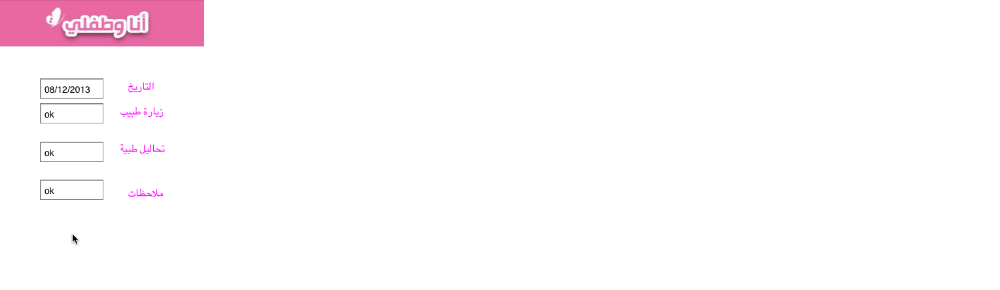 أنا وطفلي
التاريخ 08/12/2013
زيارة طبيب ok
تحاليل طبية ok
ملاحظات ok